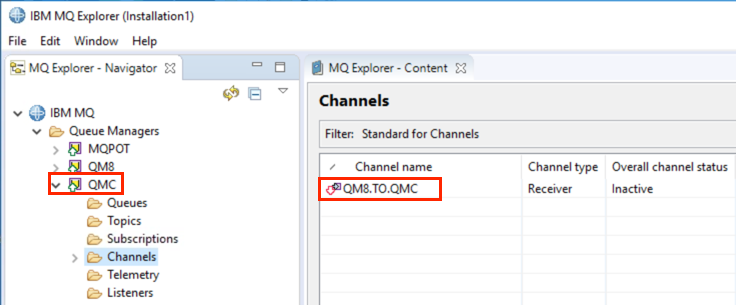 IBM MQ Explorer (Installation1)
File Edit Window Help
MQ Explorer - Navigator
IBM MQ
Queue Managers
MQPOT
QM8
QMC
Queues
Topics
Subscriptions
Channels
Telemetry
Listeners
MQ Explorer - Content
Channels
Filter: Standard for Channels
Channel name Channel type Overall channel status
QM8.TO.QMC Receiver Inactive